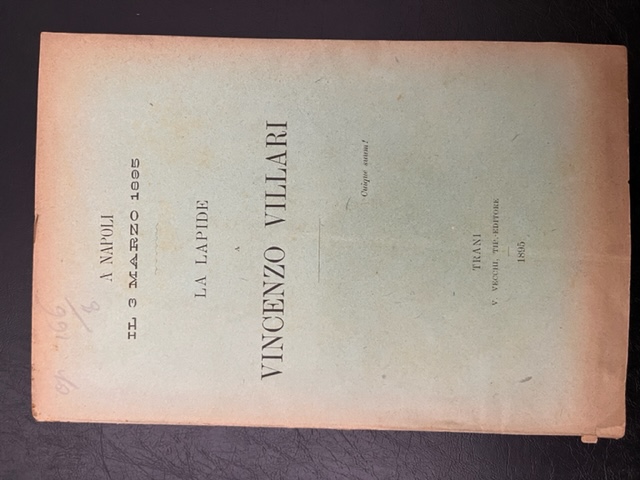 A NAPOLI
IL 3 MARZO 1895
LA LAPIDE
A
VINCENZO VILLARI
Cuique suum!
TRANI
V. VECCHI, TIP.-EDITORE
1895